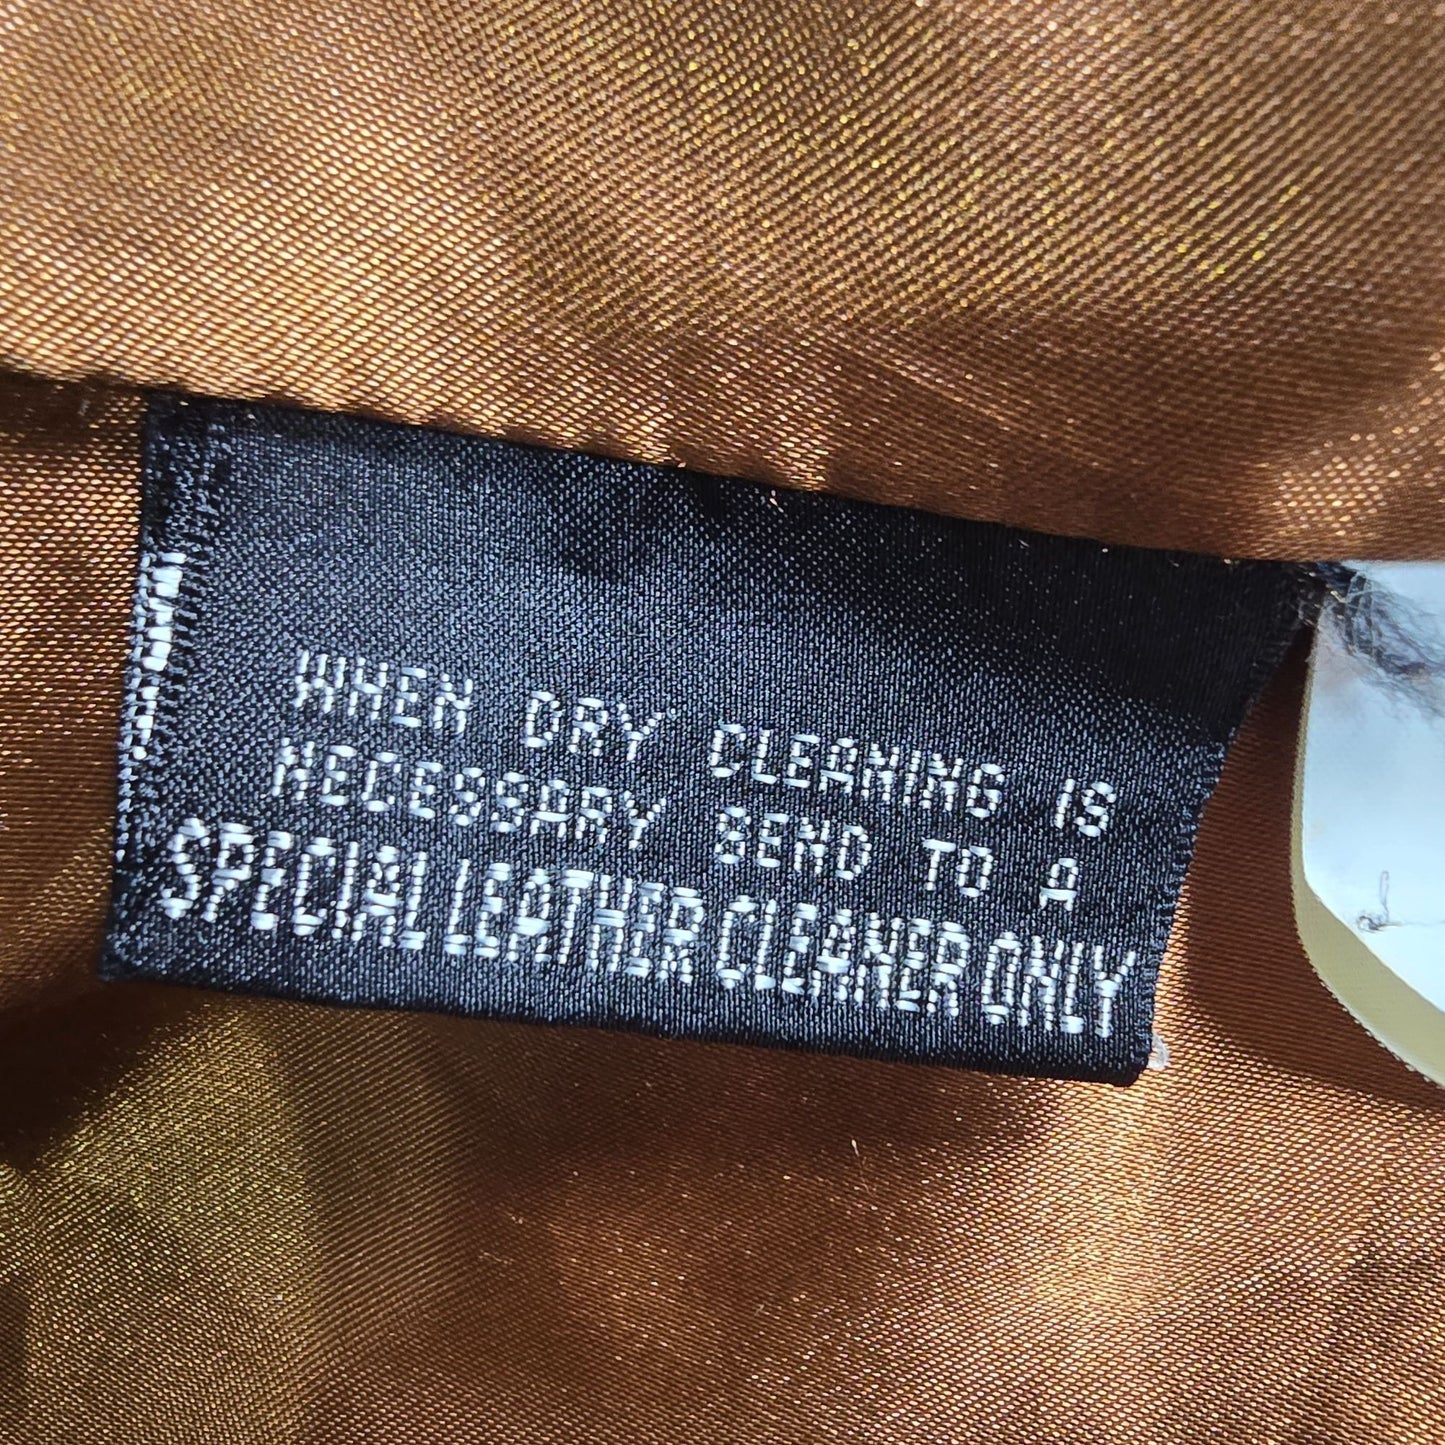 WHEN DRY CLEANING IS
NECESSARY SEND TO A
SPECIAL LEATHER CLEANER ONLY